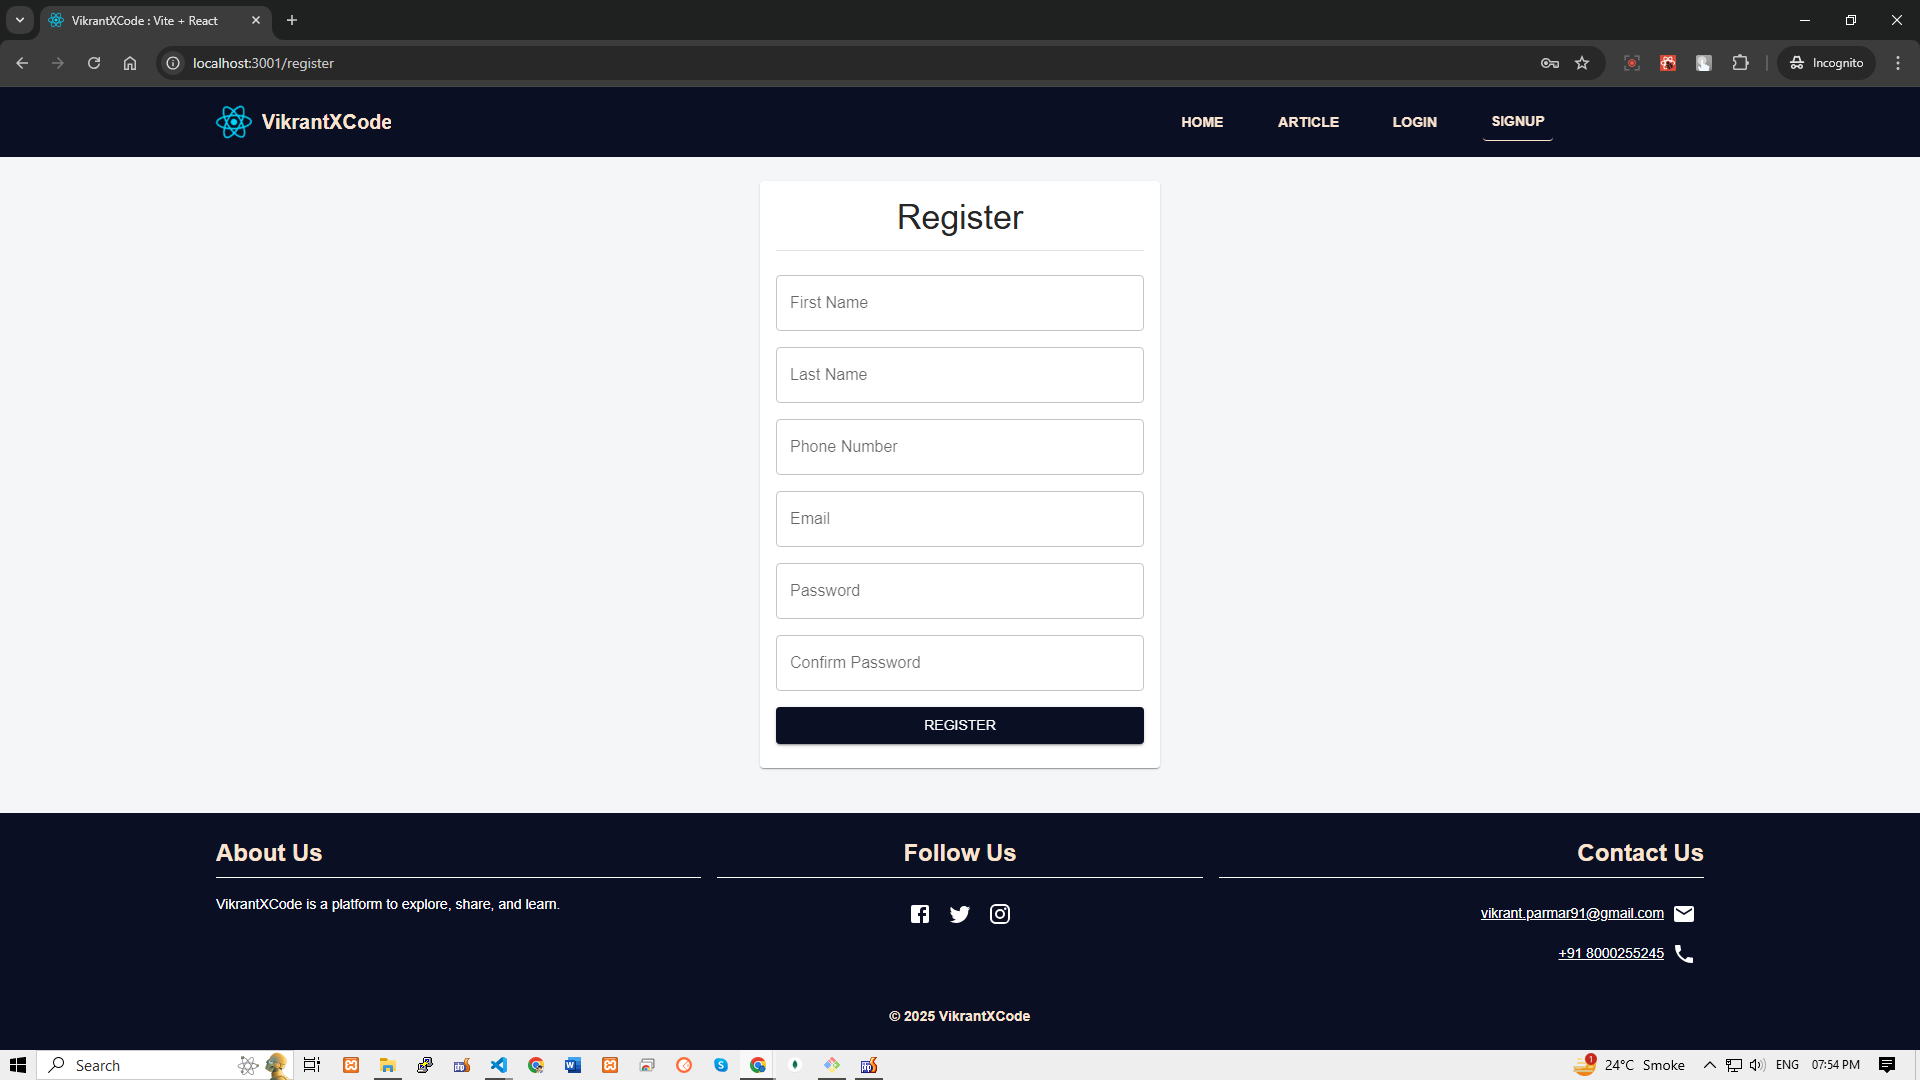 VikrantXCode : Vite + React
localhost:3001/register
Incognito
VikrantXCode
HOME
ARTICLE
LOGIN
SIGNUP
Register
First Name
Last Name
Phone Number
Email
Password
Confirm Password
REGISTER
About Us
VikrantXCode is a platform to explore, share, and learn.
Follow Us
Contact Us
vikrant.parmar91@gmail.com
+91 8000255245
© 2025 VikrantXCode
Search
1
24°C Smoke
ENG
07:54 PM